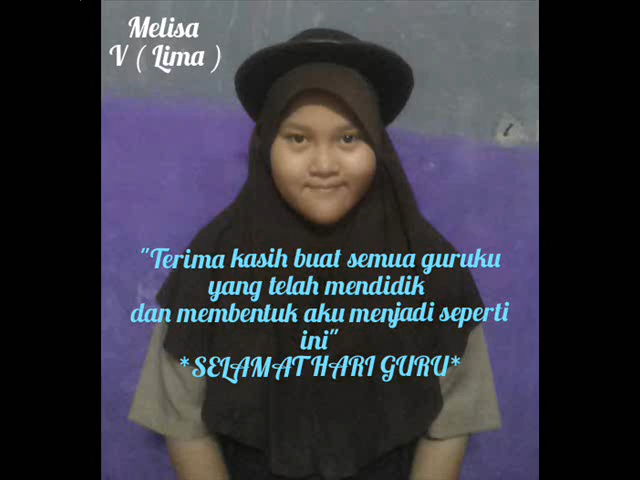 Melisa
V ( Lima )
"Terima kasih buat semua guruku
yang telah mendidik
dan membentuk aku menjadi seperti
ini"
*SELAMAT HARI GURU*